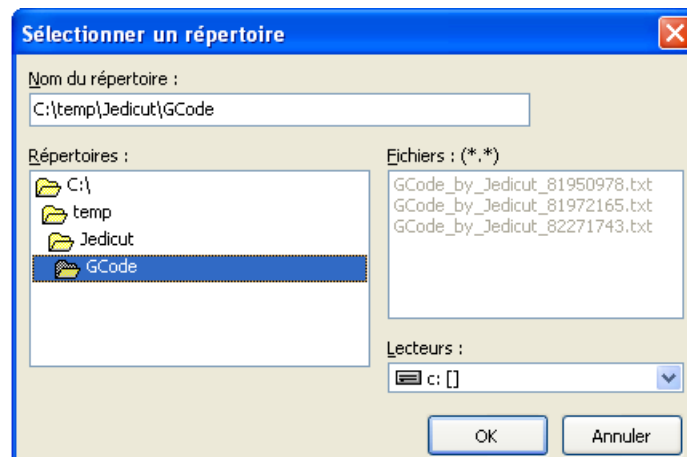 Sélectionner un répertoire
Nom du répertoire :
C:\temp\Jedicut\GCode
Répertoires :
C:\
temp
Jedicut
GCode
Fichiers : (*.*)
GCode_by_Jedicut_81950978.txt
GCode_by_Jedicut_81972165.txt
GCode_by_Jedicut_82271743.txt
Lecteurs :
c: []
OK
Annuler